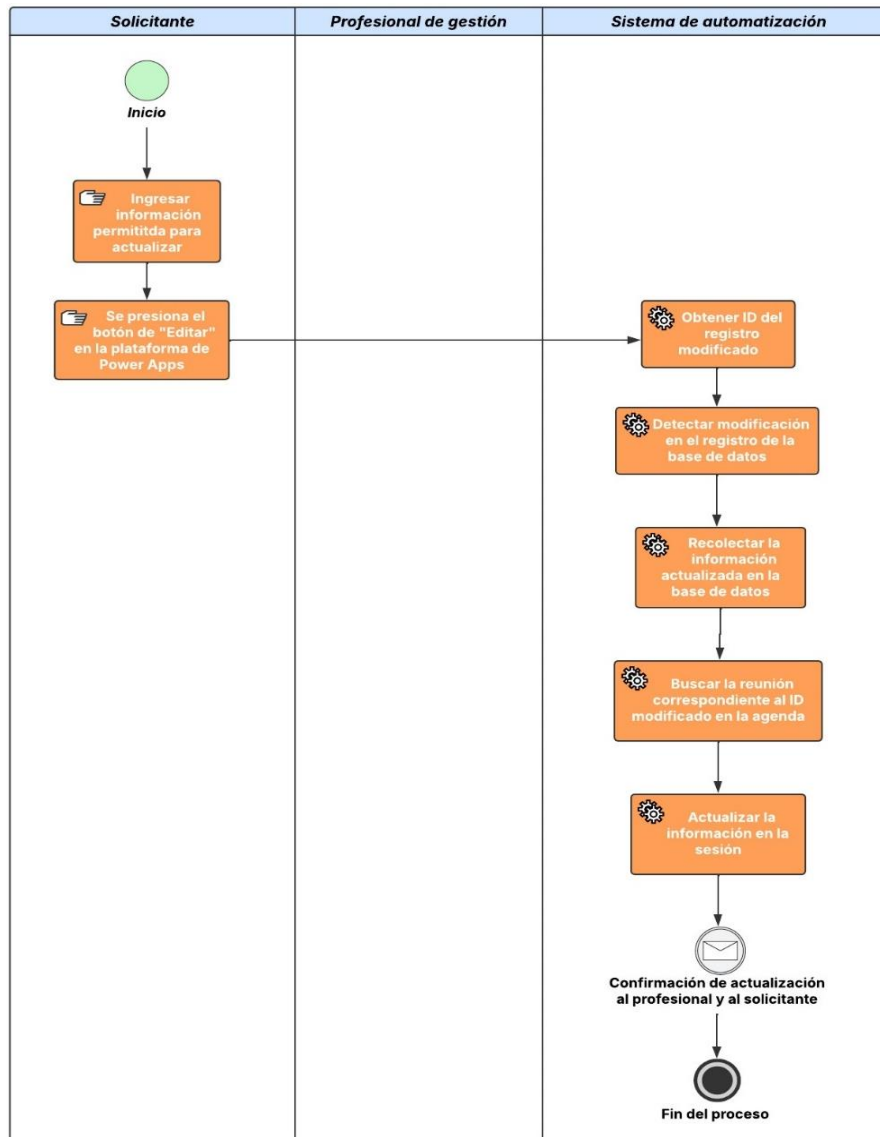 Solicitante
Profesional de gestión
Sistema de automatización
Inicio
Ingresar
información
permititda para
actualizar
Se presiona el
botón de "Editar"
en la plataforma de
Power Apps
Obtener ID del
registro
modificado
Detectar modificación
en el registro de la
base de datos
Recolectar la
información
actualizada en la
base de datos
Buscar la reunión
correspondiente al ID
modificado en la agenda
Actualizar la
información en la
sesión
Confirmación de actualización
al profesional y al solicitante
Fin del proceso